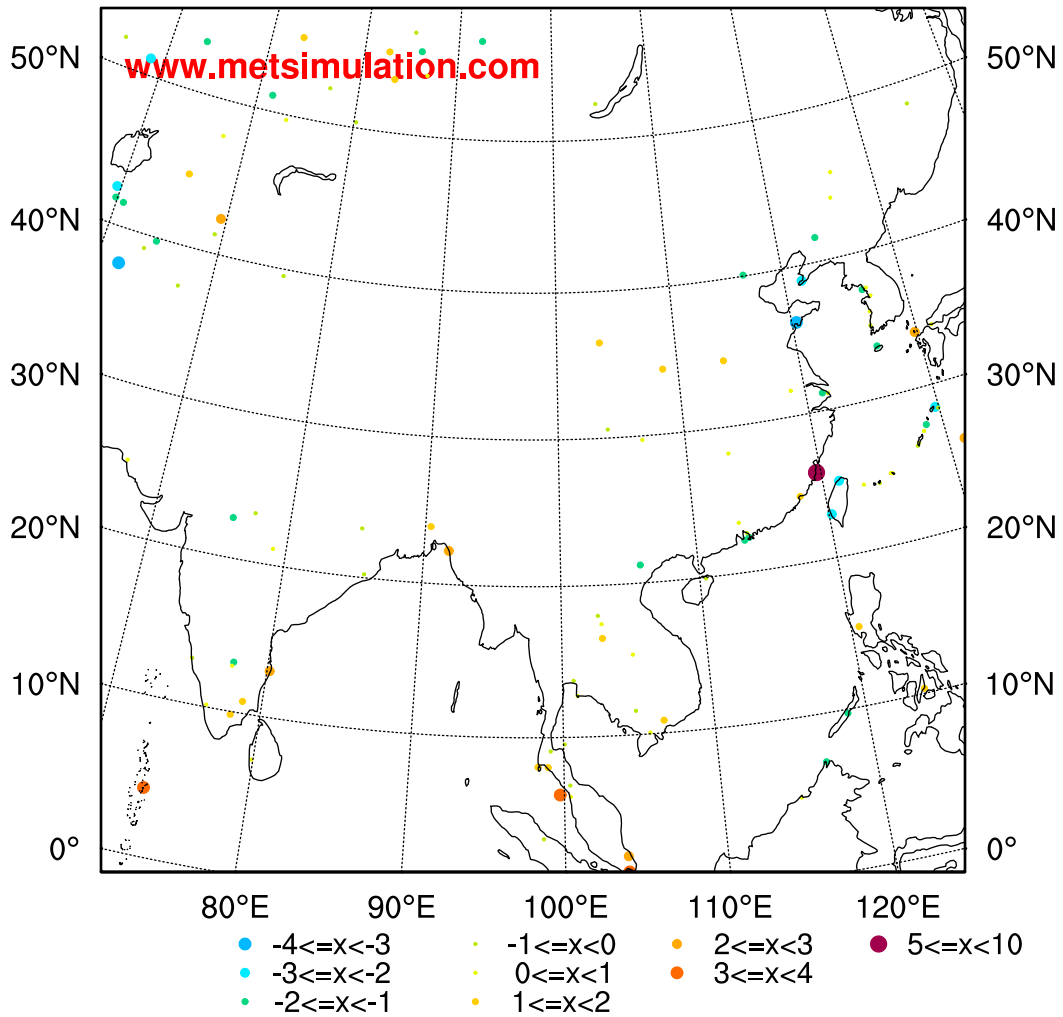 www.metsimulation.com
50°N 50°N
40°N 40°N
30°N 30°N
20°N 20°N
10°N 10°N
0° 0°
80°E 90°E 100°E 110°E 120°E
-4<=x<-3 -1<=x<0 2<=x<3 5<=x<10
-3<=x<-2 0<=x<1 3<=x<4
-2<=x<-1 1<=x<2